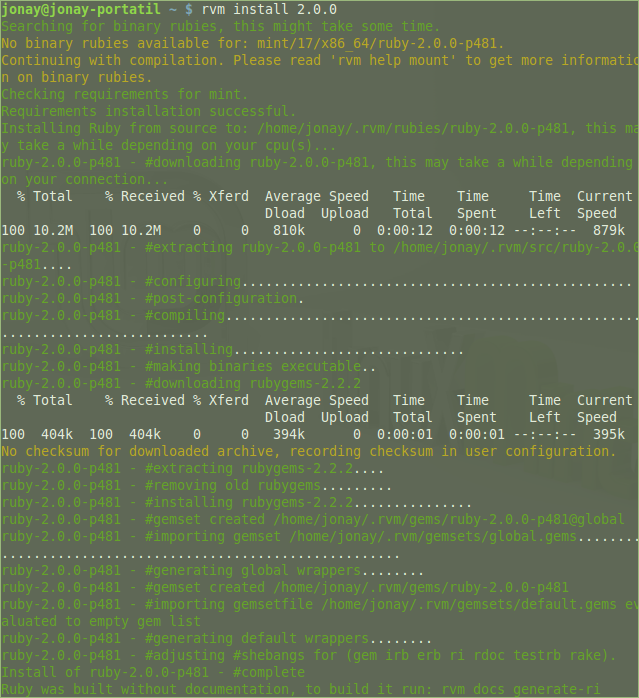 jonay@jonay-portatil ~ $ rvm install 2.0.0
Searching for binary rubies, this might take some time.
No binary rubies available for: mint/17/x86_64/ruby-2.0.0-p481.
Continuing with compilation. Please read 'rvm help mount' to get more informatio
n on binary rubies.
Checking requirements for mint.
Requirements installation successful.
Installing Ruby from source to: /home/jonay/.rvm/rubies/ruby-2.0.0-p481, this ma
y take a while depending on your cpu(s)...
ruby-2.0.0-p481 - #downloading ruby-2.0.0-p481, this may take a while depending
on your connection...
  % Total    % Received % Xferd  Average Speed   Time    Time     Time  Current
                                 Dload  Upload   Total   Spent    Left  Speed
100 10.2M  100 10.2M    0     0   810k      0  0:00:12  0:00:12 --:--:--  879k
ruby-2.0.0-p481 - #extracting ruby-2.0.0-p481 to /home/jonay/.rvm/src/ruby-2.0.0
-p481....
ruby-2.0.0-p481 - #configuring.................................................
ruby-2.0.0-p481 - #post-configuration.
ruby-2.0.0-p481 - #compiling....................................................
..........................
ruby-2.0.0-p481 - #installing.............................
ruby-2.0.0-p481 - #making binaries executable..
ruby-2.0.0-p481 - #downloading rubygems-2.2.2
  % Total    % Received % Xferd  Average Speed   Time    Time     Time  Current
                                 Dload  Upload   Total   Spent    Left  Speed
100  404k  100  404k    0     0   394k      0  0:00:01  0:00:01 --:--:--  395k
No checksum for downloaded archive, recording checksum in user configuration.
ruby-2.0.0-p481 - #extracting rubygems-2.2.2....
ruby-2.0.0-p481 - #removing old rubygems.........
ruby-2.0.0-p481 - #installing rubygems-2.2.2...............
ruby-2.0.0-p481 - #gemset created /home/jonay/.rvm/gems/ruby-2.0.0-p481@global
ruby-2.0.0-p481 - #importing gemset /home/jonay/.rvm/gemsets/global.gems........
..................................................
ruby-2.0.0-p481 - #generating global wrappers........
ruby-2.0.0-p481 - #gemset created /home/jonay/.rvm/gems/ruby-2.0.0-p481
ruby-2.0.0-p481 - #importing gemsetfile /home/jonay/.rvm/gemsets/default.gems ev
aluated to empty gem list
ruby-2.0.0-p481 - #generating default wrappers........
ruby-2.0.0-p481 - #adjusting #shebangs for (gem irb erb ri rdoc testrb rake).
Install of ruby-2.0.0-p481 - #complete
Ruby was built without documentation, to build it run: rvm docs generate-ri